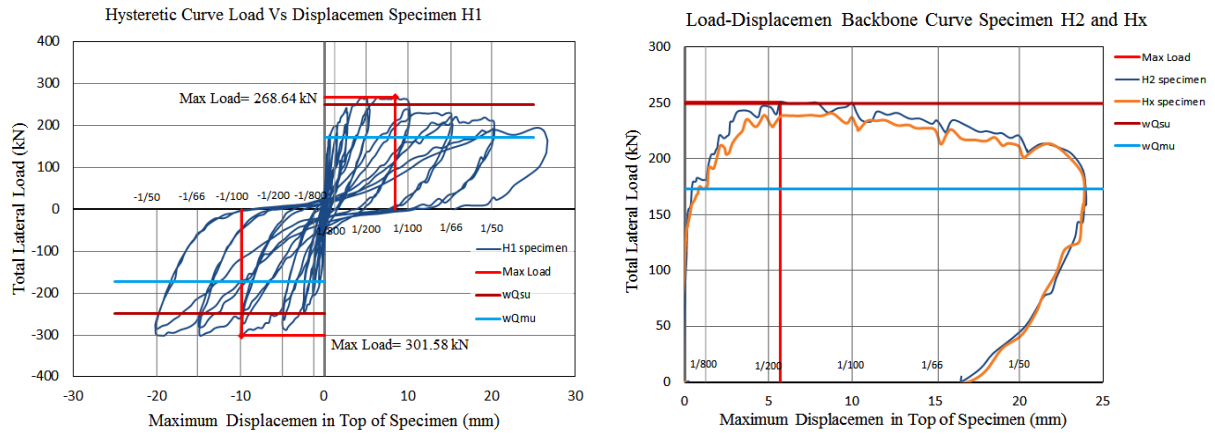 Hysteretic Curve Load Vs Displacemen Specimen H1
400
300
200
100
0
-100
-200
-300
-400
Total Lateral Load (kN)
Max Load= 268.64 kN
-1/50 -1/66 -1/100 -1/200 -1/800
1/800 1/200 1/100 1/66 1/50
H1 specimen
Max Load
wQsu
wQmu
Max Load= 301.58 kN
-30 -20 -10 0 10 20 30
Maximum Displacemen in Top of Specimen (mm)
Load-Displacemen Backbone Curve Specimen H2 and Hx
300
250
200
150
100
50
0
Total Lateral Load (kN)
Max Load
H2 specimen
Hx specimen
wQsu
wQmu
1/800 1/200 1/100 1/66 1/50
0 5 10 15 20 25
Maximum Displacemen in Top of Specimen (mm)